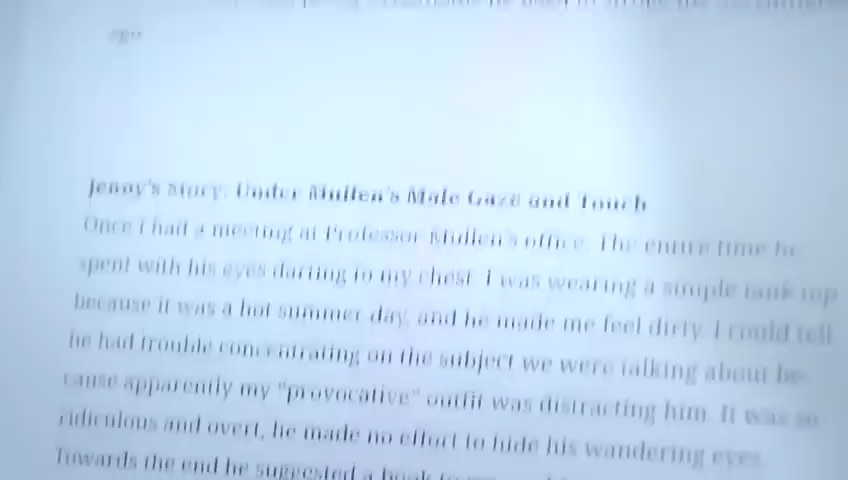 Jenny's Story: Under Mullen's Male Gaze and Touch
Once I had a meeting at Professor Mullen's office. The entire time he
spent with his eyes darting to my chest. I was wearing a simple tank top
because it was a hot summer day, and he made me feel dirty. I could tell
he had trouble concentrating on the subject we were talking about be-
cause apparently my "provocative" outfit was distracting him. It was so
ridiculous and overt, he made no effort to hide his wandering eyes.
Towards the end he suggested a book to